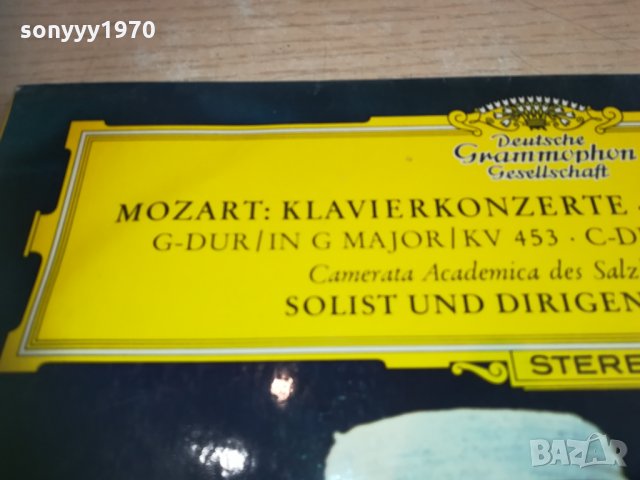 sonyyy1970
Deutsche
Grammophon
Gesellschaft
MOZART: KLAVIERKONZERTE
G-DUR/IN G MAJOR/KV 453 · C-D
Camerata Academica des Salz
SOLIST UND DIRIGEN
STERE
BAZAR
bg